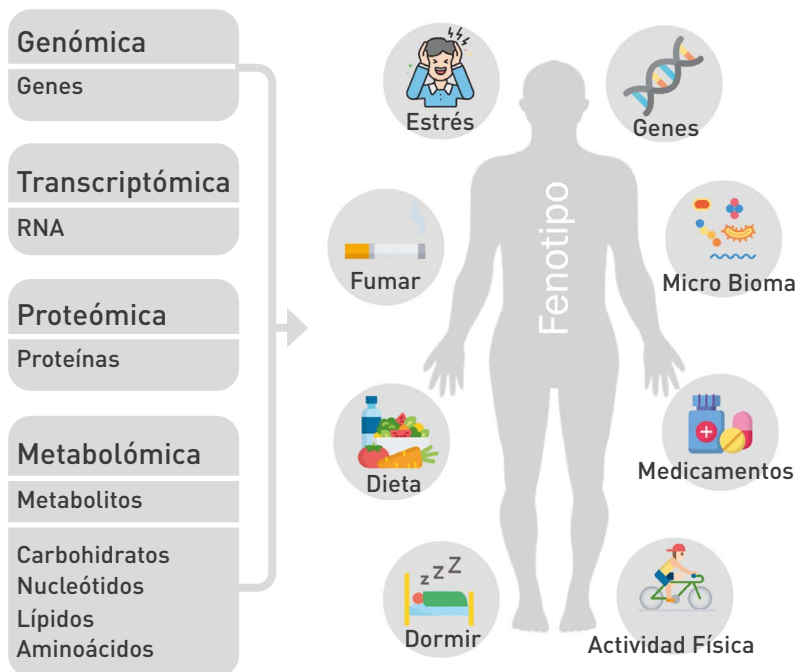 Genómica
Genes
Transcriptómica
RNA
Proteómica
Proteínas
Metabolómica
Metabolitos
Carbohidratos
Nucleótidos
Lípidos
Aminoácidos
Estrés
Genes
Fumar
Fenotipo
Micro Bioma
Dieta
Medicamentos
zzZ
Dormir
Actividad Física